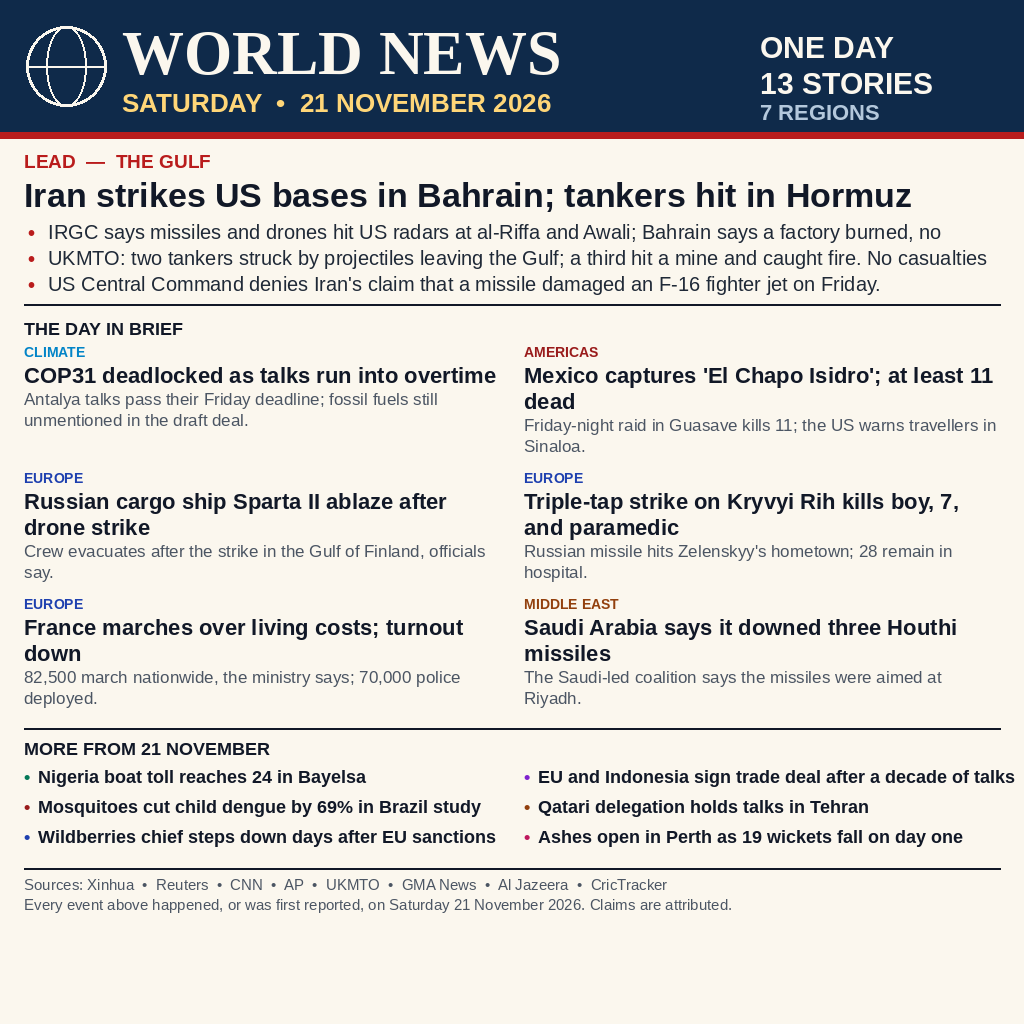 WORLD NEWS
SATURDAY • 21 NOVEMBER 2026
ONE DAY
13 STORIES
7 REGIONS
LEAD — THE GULF
Iran strikes US bases in Bahrain; tankers hit in Hormuz
• IRGC says missiles and drones hit US radars at al-Riffa and Awali; Bahrain says a factory burned, no
• UKMTO: two tankers struck by projectiles leaving the Gulf; a third hit a mine and caught fire. No casualties
• US Central Command denies Iran's claim that a missile damaged an F-16 fighter jet on Friday.
THE DAY IN BRIEF
CLIMATE
COP31 deadlocked as talks run into overtime
Antalya talks pass their Friday deadline; fossil fuels still
unmentioned in the draft deal.
AMERICAS
Mexico captures 'El Chapo Isidro'; at least 11
dead
Friday-night raid in Guasave kills 11; the US warns travellers in
Sinaloa.
EUROPE
Russian cargo ship Sparta II ablaze after
drone strike
Crew evacuates after the strike in the Gulf of Finland, officials
say.
EUROPE
Triple-tap strike on Kryvyi Rih kills boy, 7,
and paramedic
Russian missile hits Zelenskyy's hometown; 28 remain in
hospital.
EUROPE
France marches over living costs; turnout
down
82,500 march nationwide, the ministry says; 70,000 police
deployed.
MIDDLE EAST
Saudi Arabia says it downed three Houthi
missiles
The Saudi-led coalition says the missiles were aimed at
Riyadh.
MORE FROM 21 NOVEMBER
• Nigeria boat toll reaches 24 in Bayelsa
• Mosquitoes cut child dengue by 69% in Brazil study
• Wildberries chief steps down days after EU sanctions
• EU and Indonesia sign trade deal after a decade of talks
• Qatari delegation holds talks in Tehran
• Ashes open in Perth as 19 wickets fall on day one
Sources: Xinhua • Reuters • CNN • AP • UKMTO • GMA News • Al Jazeera • CricTracker
Every event above happened, or was first reported, on Saturday 21 November 2026. Claims are attributed.